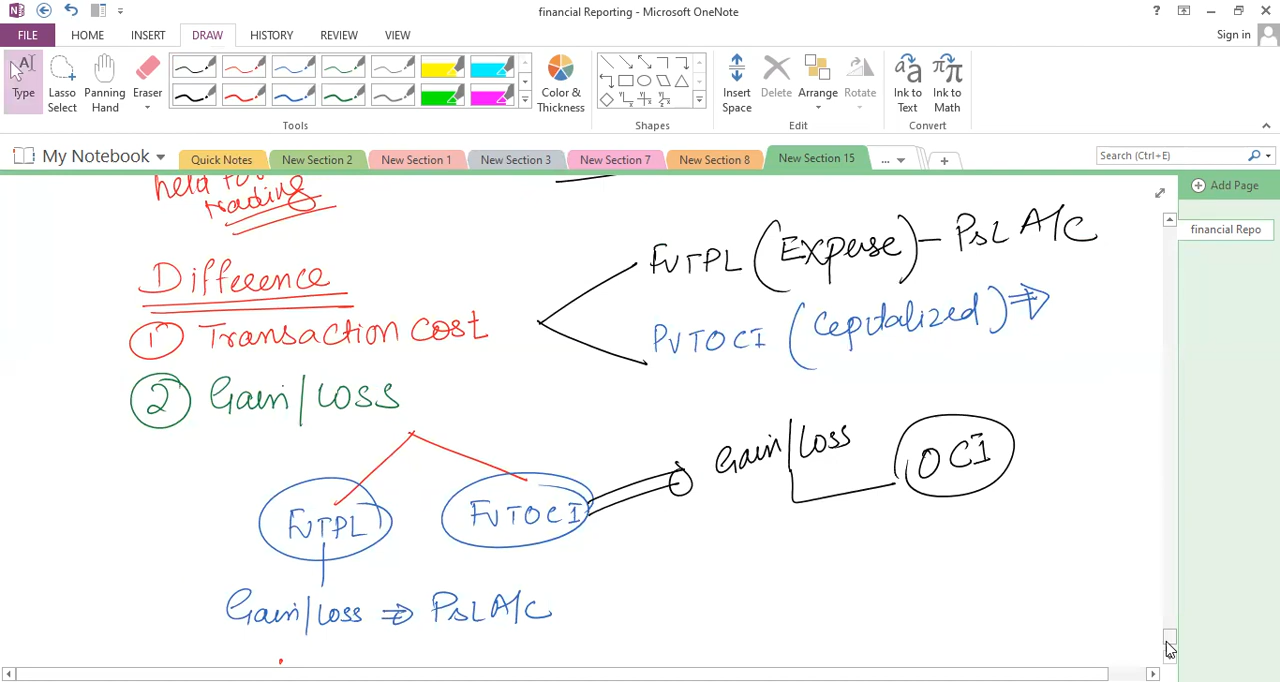 financial Reporting - Microsoft OneNote
?
FILE HOME INSERT DRAW HISTORY REVIEW VIEW
Sign in
Type
Lasso Select
Panning Hand
Eraser
Color & Thickness
Insert Space
Delete
Arrange
Rotate
Ink to Text
Ink to Math
Tools Shapes Edit Convert
My Notebook
Quick Notes New Section 2 New Section 1 New Section 3 New Section 7 New Section 8 New Section 15 ... +
Search (Ctrl+E)
Add Page
financial Repo
held for
trading
Difference
FVTPL (Expense) - P&L A/C
① Transaction cost
FVTOCI (capitalized) ⇒
② Gain/Loss
Gain/Loss OCI
FVTPL FVTOCI
Gain/Loss ⇒ P&L A/C